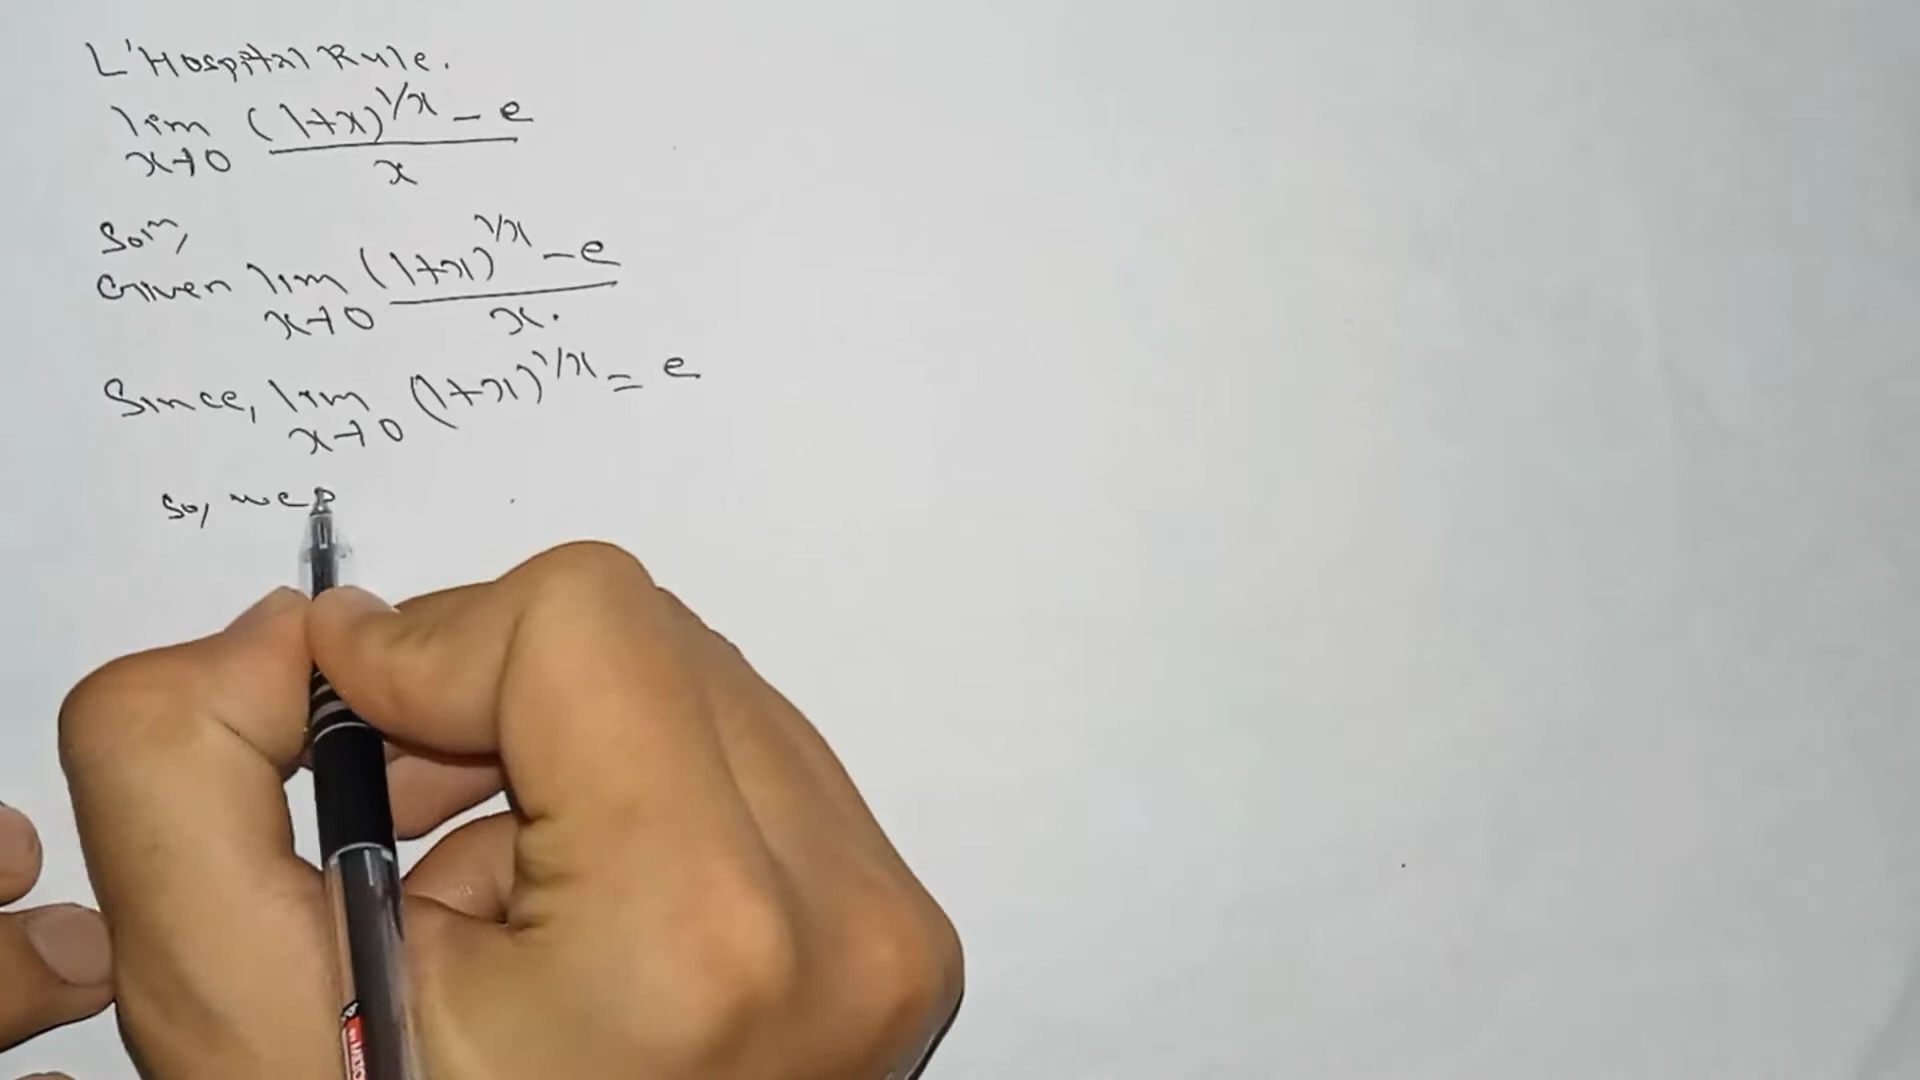 L'Hospital Rule.
lim (1+x)^1/x - e
x→0 x
Soln,
Given lim (1+x)^1/x - e
x→0 x.
Since, lim (1+x)^1/x = e
x→0
So, we